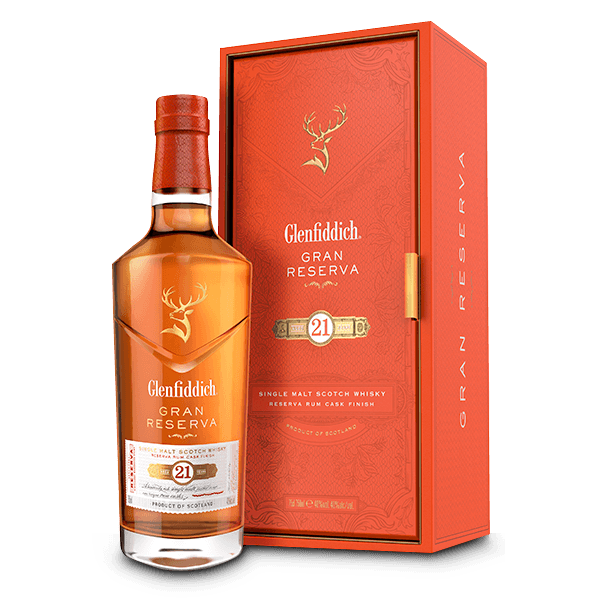 Glenfiddich
GRAN
RESERVA
21
SINGLE MALT SCOTCH WHISKY
RESERVA RUM CASK FINISH
PRODUCT OF SCOTLAND
GRAN RESERVA
Glenfiddich
GRAN
RESERVA
SINGLE MALT SCOTCH WHISKY
RESERVA RUM CASK FINISH
21
RESERVA
PRODUCT OF SCOTLAND